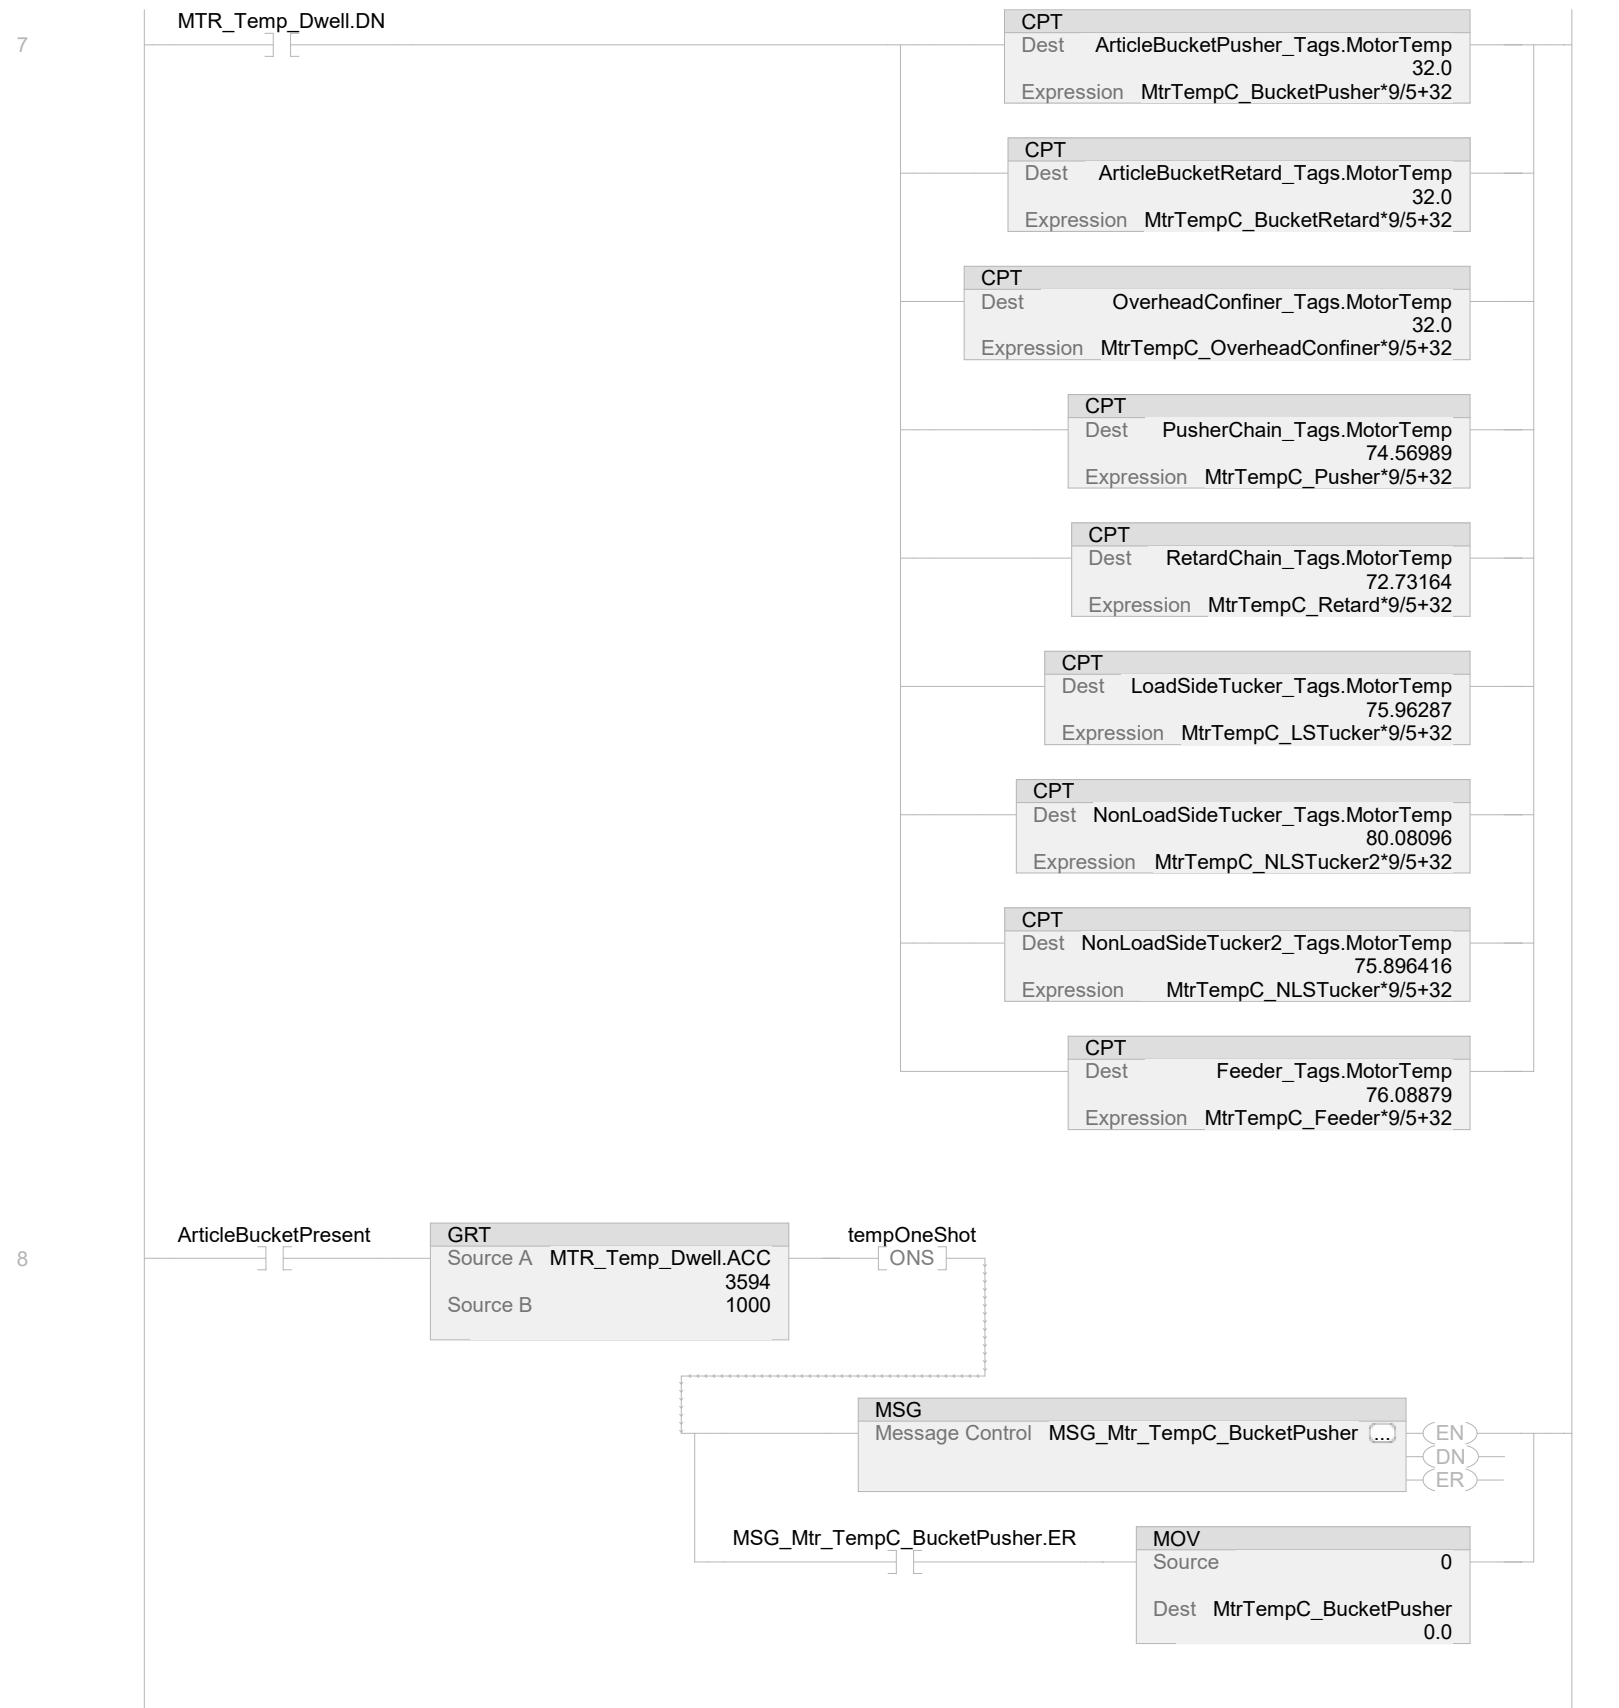 MTR_Temp_Dwell.DN
7
CPT
Dest ArticleBucketPusher_Tags.MotorTemp
32.0
Expression MtrTempC_BucketPusher*9/5+32
CPT
Dest ArticleBucketRetard_Tags.MotorTemp
32.0
Expression MtrTempC_BucketRetard*9/5+32
CPT
Dest OverheadConfiner_Tags.MotorTemp
32.0
Expression MtrTempC_OverheadConfiner*9/5+32
CPT
Dest PusherChain_Tags.MotorTemp
74.56989
Expression MtrTempC_Pusher*9/5+32
CPT
Dest RetardChain_Tags.MotorTemp
72.73164
Expression MtrTempC_Retard*9/5+32
CPT
Dest LoadSideTucker_Tags.MotorTemp
75.96287
Expression MtrTempC_LSTucker*9/5+32
CPT
Dest NonLoadSideTucker_Tags.MotorTemp
80.08096
Expression MtrTempC_NLSTucker2*9/5+32
CPT
Dest NonLoadSideTucker2_Tags.MotorTemp
75.896416
Expression MtrTempC_NLSTucker*9/5+32
CPT
Dest Feeder_Tags.MotorTemp
76.08879
Expression MtrTempC_Feeder*9/5+32
8
ArticleBucketPresent
GRT
Source A MTR_Temp_Dwell.ACC
3594
Source B 1000
tempOneShot
ONS
MSG
Message Control MSG_Mtr_TempC_BucketPusher ...
EN
DN
ER
MSG_Mtr_TempC_BucketPusher.ER
MOV
Source 0
Dest MtrTempC_BucketPusher
0.0